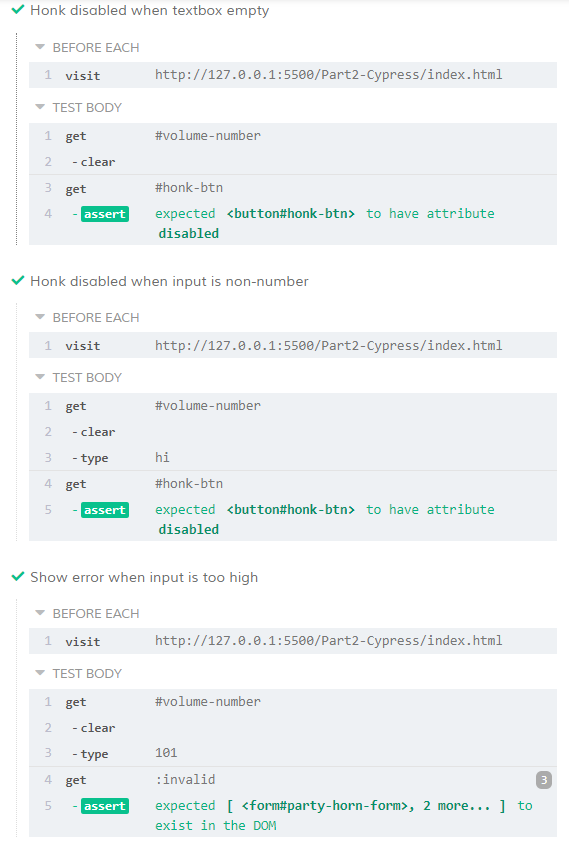 Honk disabled when textbox empty
BEFORE EACH
1 visit http://127.0.0.1:5500/Part2-Cypress/index.html
TEST BODY
1 get #volume-number
2 -clear
3 get #honk-btn
4 -assert expected <button#honk-btn> to have attribute
disabled
Honk disabled when input is non-number
BEFORE EACH
1 visit http://127.0.0.1:5500/Part2-Cypress/index.html
TEST BODY
1 get #volume-number
2 -clear
3 -type hi
4 get #honk-btn
5 -assert expected <button#honk-btn> to have attribute
disabled
Show error when input is too high
BEFORE EACH
1 visit http://127.0.0.1:5500/Part2-Cypress/index.html
TEST BODY
1 get #volume-number
2 -clear
3 -type 101
4 get :invalid 3
5 -assert expected [ <form#party-horn-form>, 2 more... ] to
exist in the DOM